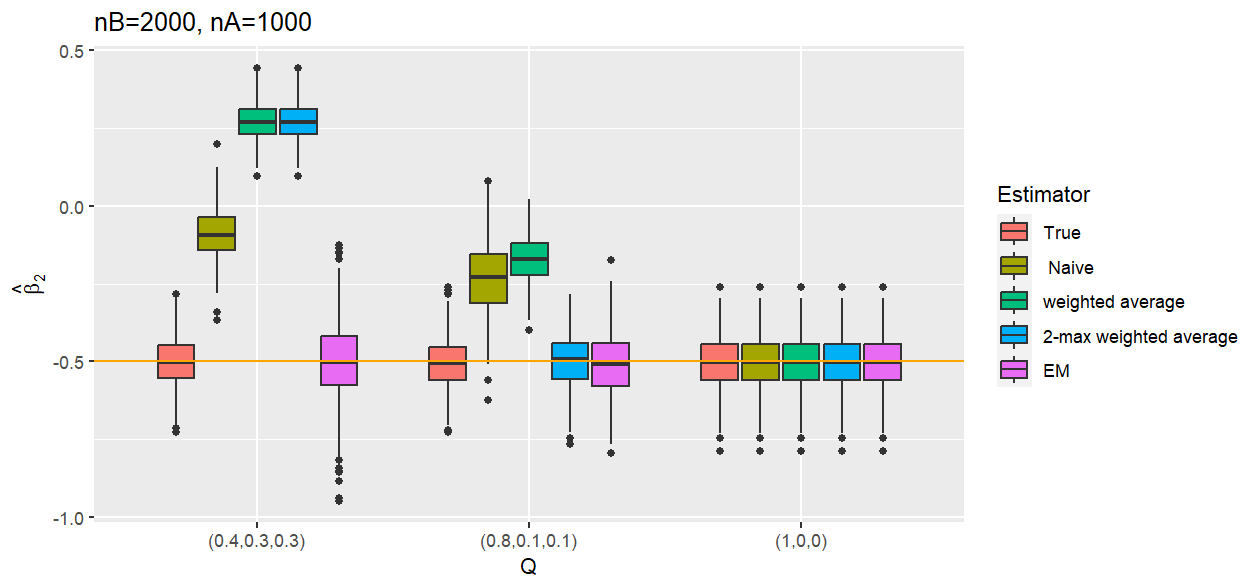 nB=2000, nA=1000
0.5
0.0
-0.5
-1.0
β̂2
(0.4,0.3,0.3)
(0.8,0.1,0.1)
(1,0,0)
Q
Estimator
True
Naive
weighted average
2-max weighted average
EM